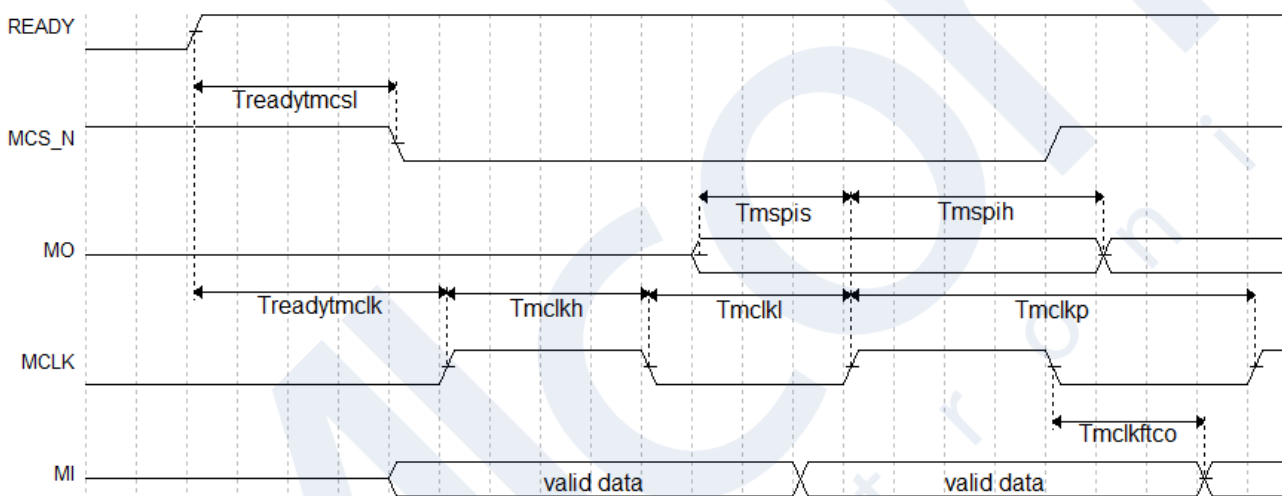 READY
Treadytmcsl
MCS_N
Tmspis
Tmspih
MO
Treadytmclk
Tmclkh
Tmclkl
Tmclkp
MCLK
Tmclkftco
MI
valid data
valid data